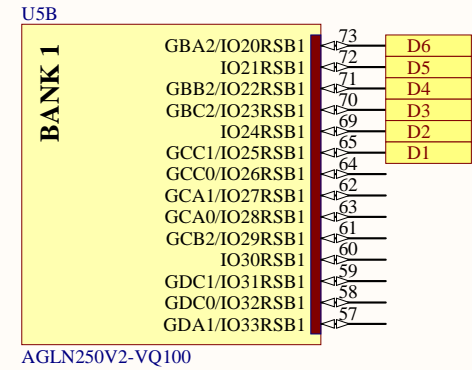 U5B
BANK 1
GBA2/IO20RSB1 73 D6
IO21RSB1 72 D5
GBB2/IO22RSB1 71 D4
GBC2/IO23RSB1 70 D3
IO24RSB1 69 D2
GCC1/IO25RSB1 65 D1
GCC0/IO26RSB1 64
GCA1/IO27RSB1 62
GCA0/IO28RSB1 63
GCB2/IO29RSB1 61
IO30RSB1 60
GDC1/IO31RSB1 59
GDC0/IO32RSB1 58
GDA1/IO33RSB1 57
AGLN250V2-VQ100